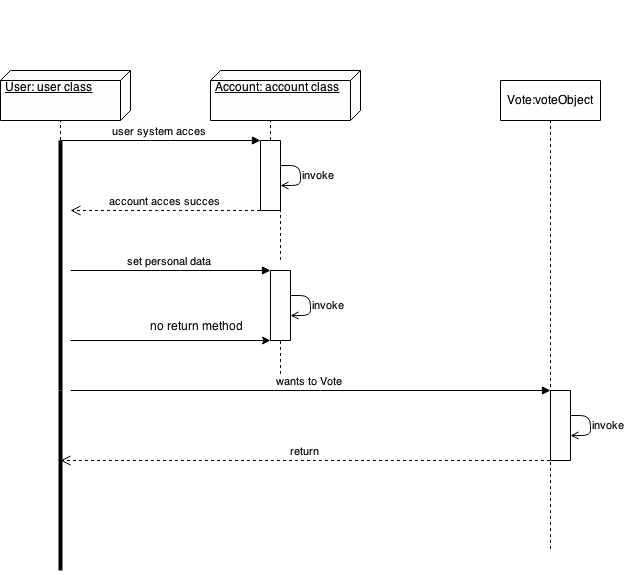 User: user class
Account: account class
Vote:voteObject
user system acces
invoke
account acces succes
set personal data
invoke
no return method
wants to Vote
invoke
return